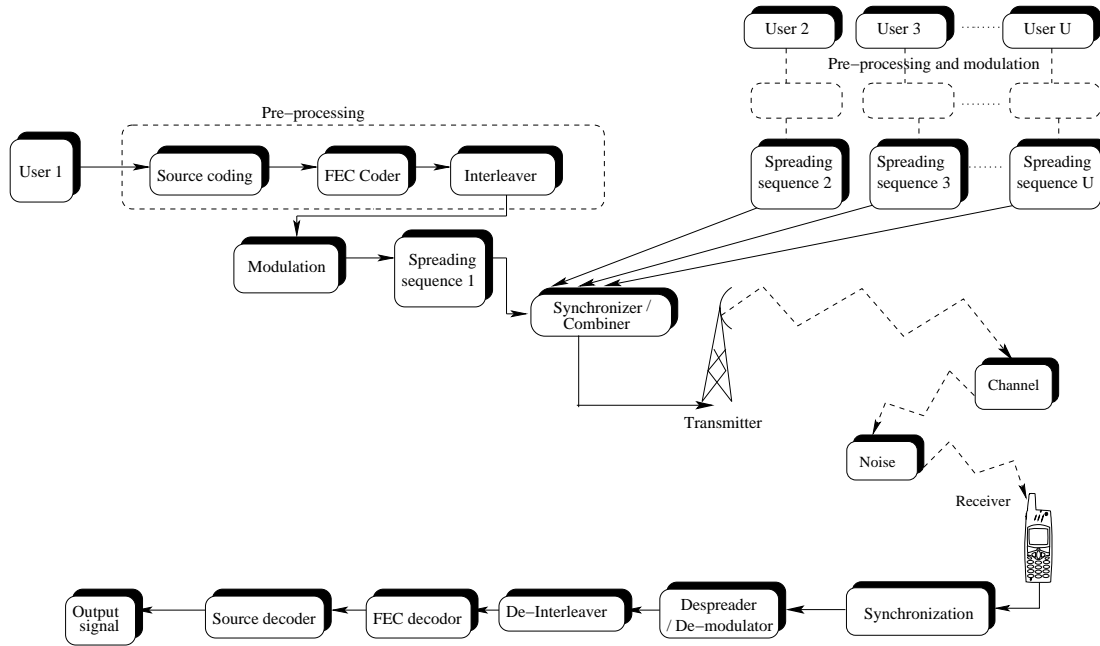 User 2
User 3
User U
Pre−processing and modulation
Pre−processing
User 1
Source coding
FEC Coder
Interleaver
Spreading
sequence 2
Spreading
sequence 3
Spreading
sequence U
Modulation
Spreading
sequence 1
Synchronizer /
Combiner
Transmitter
Channel
Noise
Receiver
Output
signal
Source decoder
FEC decodor
De−Interleaver
Despreader
/ De−modulator
Synchronization